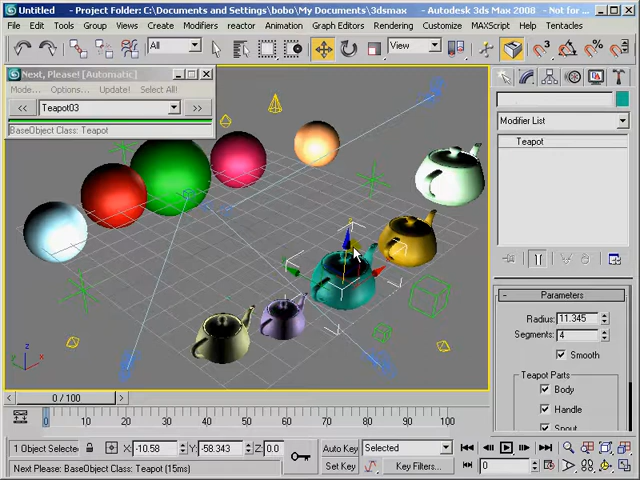 Untitled - Project Folder: C:\Documents and Settings\bobo\My Documents\3dsmax - Autodesk 3ds Max 2008 - Not for ...
File Edit Tools Group Views Create Modifiers reactor Animation Graph Editors Rendering Customize MAXScript Help Tentacles
All View
Next, Please! [Automatic]
Mode... Options... Update! Select All!
<< Teapot03 >>
BaseObject Class: Teapot
Modifier List
Teapot
Parameters
Radius: 11.345
Segments: 4
Smooth
Teapot Parts
Body
Handle
Spout
0 / 100
0 10 20 30 40 50 60 70 80 90 100
1 Object Selecte X: -10.58 Y: -58.343 Z: 0.0 Auto Key Selected
Next Please: BaseObject Class: Teapot (15ms) Set Key Key Filters... 0
z y x